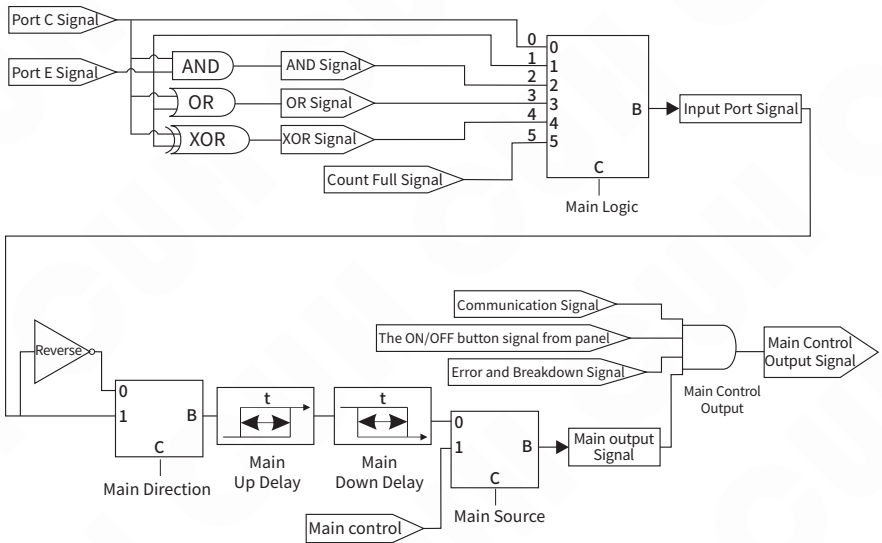 Port C Signal
Port E Signal
AND
AND Signal
OR
OR Signal
XOR
XOR Signal
Count Full Signal
0
1
2
3
4
5
0
1
2
3
4
5
B
C
Main Logic
Input Port Signal
Communication Signal
The ON/OFF button signal from panel
Error and Breakdown Signal
Main Control
Output
Main Control
Output Signal
Reverse
0
1
B
C
Main Direction
t
Main
Up Delay
t
Main
Down Delay
0
1
B
C
Main Source
Main output
Signal
Main control